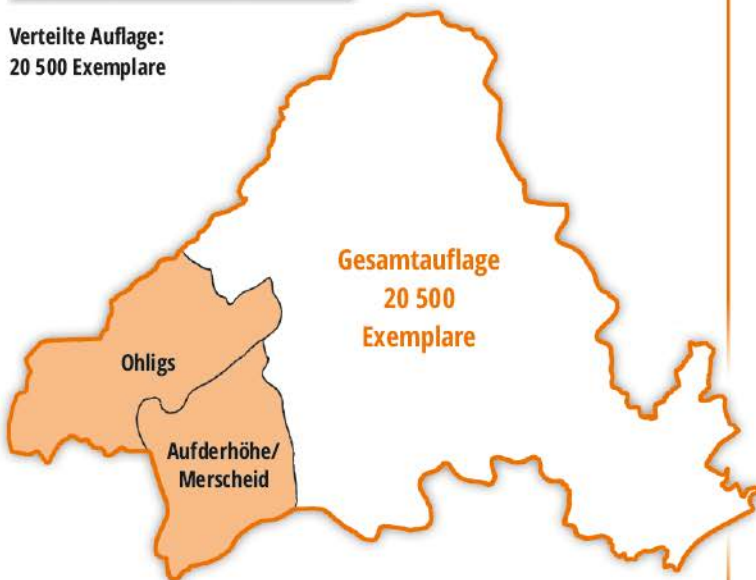 Verteilte Auflage:
20 500 Exemplare
Gesamtauflage
20 500
Exemplare
Ohligs
Aufderhöhe/
Merscheid